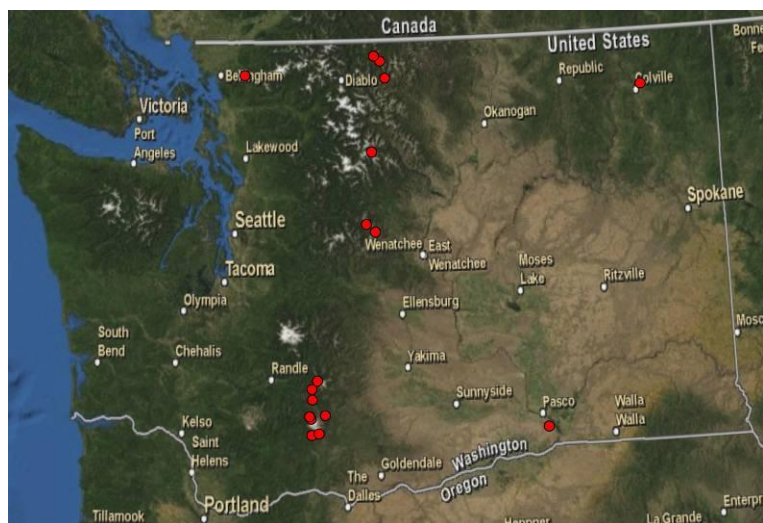 Canada
United States
Bonne
Fe
Bellingham
Diablo
Republic
Colville
Victoria
Port
Angeles
Okanogan
Lakewood
Spokane
Seattle
Wenatchee
East
Wenatchee
Moses
Lake
Ritzville
Tacoma
Olympia
Ellensburg
South
Bend
Chehalis
Mosc
Randle
Yakima
Sunnyside
Pasco
Walla
Walla
Kelso
Saint
Helens
Washington
Oregon
Goldendale
The
Dalles
Tillamook
Portland
Heppner
La Grande
Enterpr